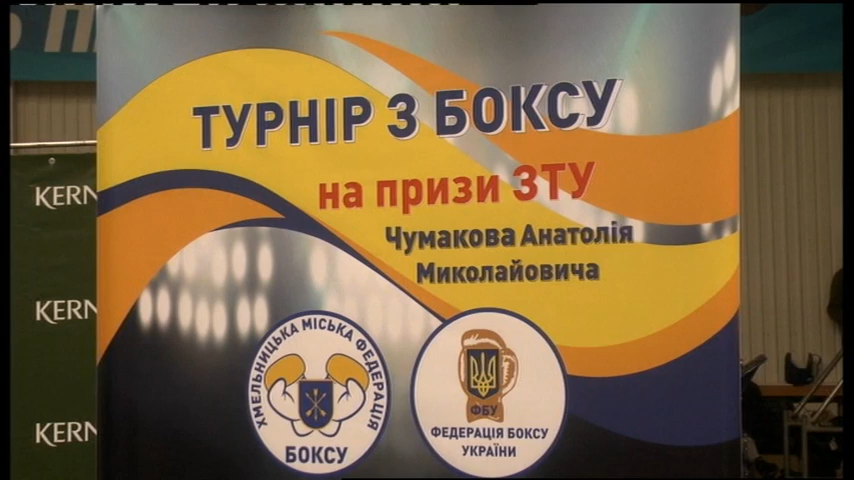 ТУРНІР З БОКСУ
на призи ЗТУ
Чумакова Анатолія
Миколайовича
KERN
KERN
KERN
ХМЕЛЬНИЦЬКА МІСЬКА ФЕДЕРАЦІЯ
БОКСУ
ФБУ
ФЕДЕРАЦІЯ БОКСУ
УКРАЇНИ